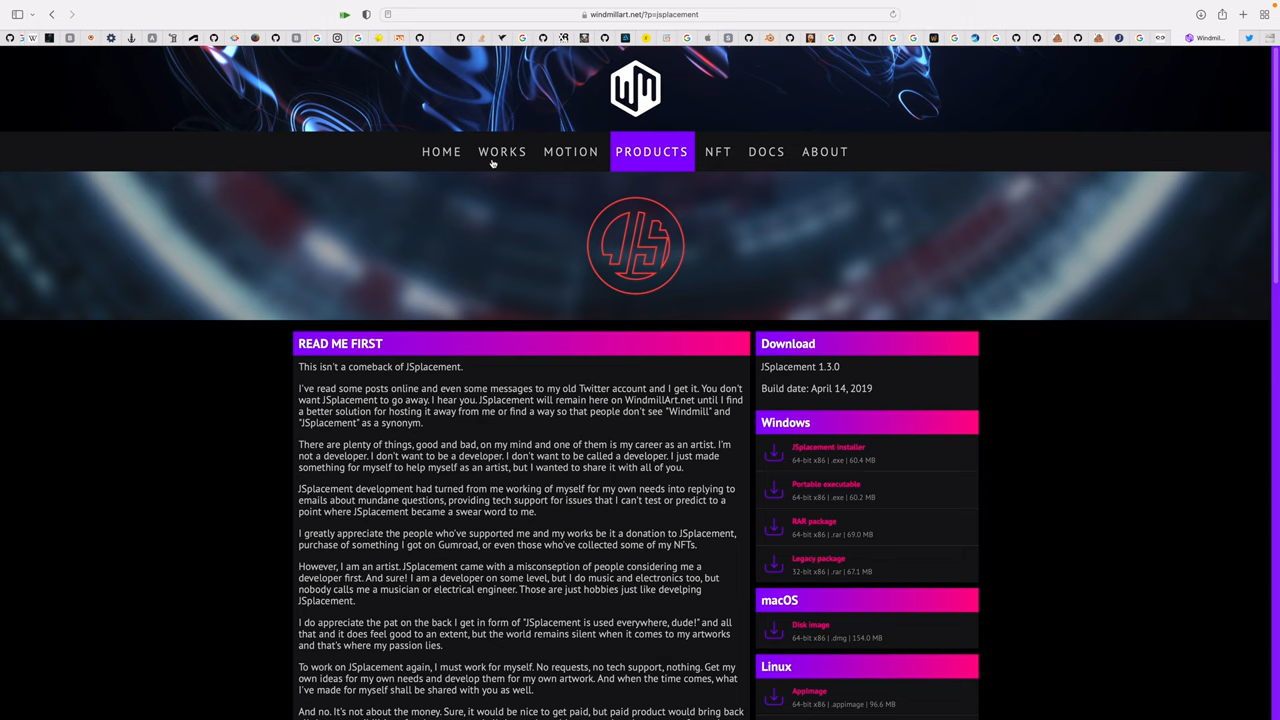 windmillart.net/?p=jsplacement
Windmil...
HOME WORKS MOTION PRODUCTS NFT DOCS ABOUT
READ ME FIRST
This isn't a comeback of JSplacement.
I've read some posts online and even some messages to my old Twitter account and I get it. You don't
want JSplacement to go away. I hear you. JSplacement will remain here on WindmillArt.net until I find
a better solution for hosting it away from me or find a way so that people don't see "Windmill" and
"JSplacement" as a synonym.
There are plenty of things, good and bad, on my mind and one of them is my career as an artist. I'm
not a developer. I don't want to be a developer. I don't want to be called a developer. I just made
something for myself to help myself as an artist, but I wanted to share it with all of you.
JSplacement development had turned from me working of myself for my own needs into replying to
emails about mundane questions, providing tech support for issues that I can't test or predict to a
point where JSplacement became a swear word to me.
I greatly appreciate the people who've supported me and my works be it a donation to JSplacement,
purchase of something I got on Gumroad, or even those who've collected some of my NFTs.
However, I am an artist. JSplacement came with a misconseption of people considering me a
developer first. And sure! I am a developer on some level, but I do music and electronics too, but
nobody calls me a musician or electrical engineer. Those are just hobbies just like develping
JSplacement.
I do appreciate the pat on the back I get in form of "JSplacement is used everywhere, dude!" and all
that and it does feel good to an extent, but the world remains silent when it comes to my artworks
and that's where my passion lies.
To work on JSplacement again, I must work for myself. No requests, no tech support, nothing. Get my
own ideas for my own needs and develop them for my own artwork. And when the time comes, what
I've made for myself shall be shared with you as well.
And no. It's not about the money. Sure, it would be nice to get paid, but paid product would bring back
Download
JSplacement 1.3.0
Build date: April 14, 2019
Windows
JSplacement installer
64-bit x86 | .exe | 60.4 MB
Portable executable
64-bit x86 | .exe | 60.2 MB
RAR package
64-bit x86 | .rar | 69.0 MB
Legacy package
32-bit x86 | .rar | 67.1 MB
macOS
Disk image
64-bit x86 | .dmg | 154.0 MB
Linux
AppImage
64-bit x86 | .appimage | 96.6 MB